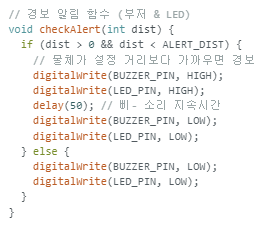 // 경보 알림 함수 (부저 & LED)
void checkAlert(int dist) {
  if (dist > 0 && dist < ALERT_DIST) {
    // 물체가 설정 거리보다 가까우면 경보
    digitalWrite(BUZZER_PIN, HIGH);
    digitalWrite(LED_PIN, HIGH);
    delay(50); // 삐- 소리 지속시간
    digitalWrite(BUZZER_PIN, LOW);
    digitalWrite(LED_PIN, LOW);
  } else {
    digitalWrite(BUZZER_PIN, LOW);
    digitalWrite(LED_PIN, LOW);
  }
}